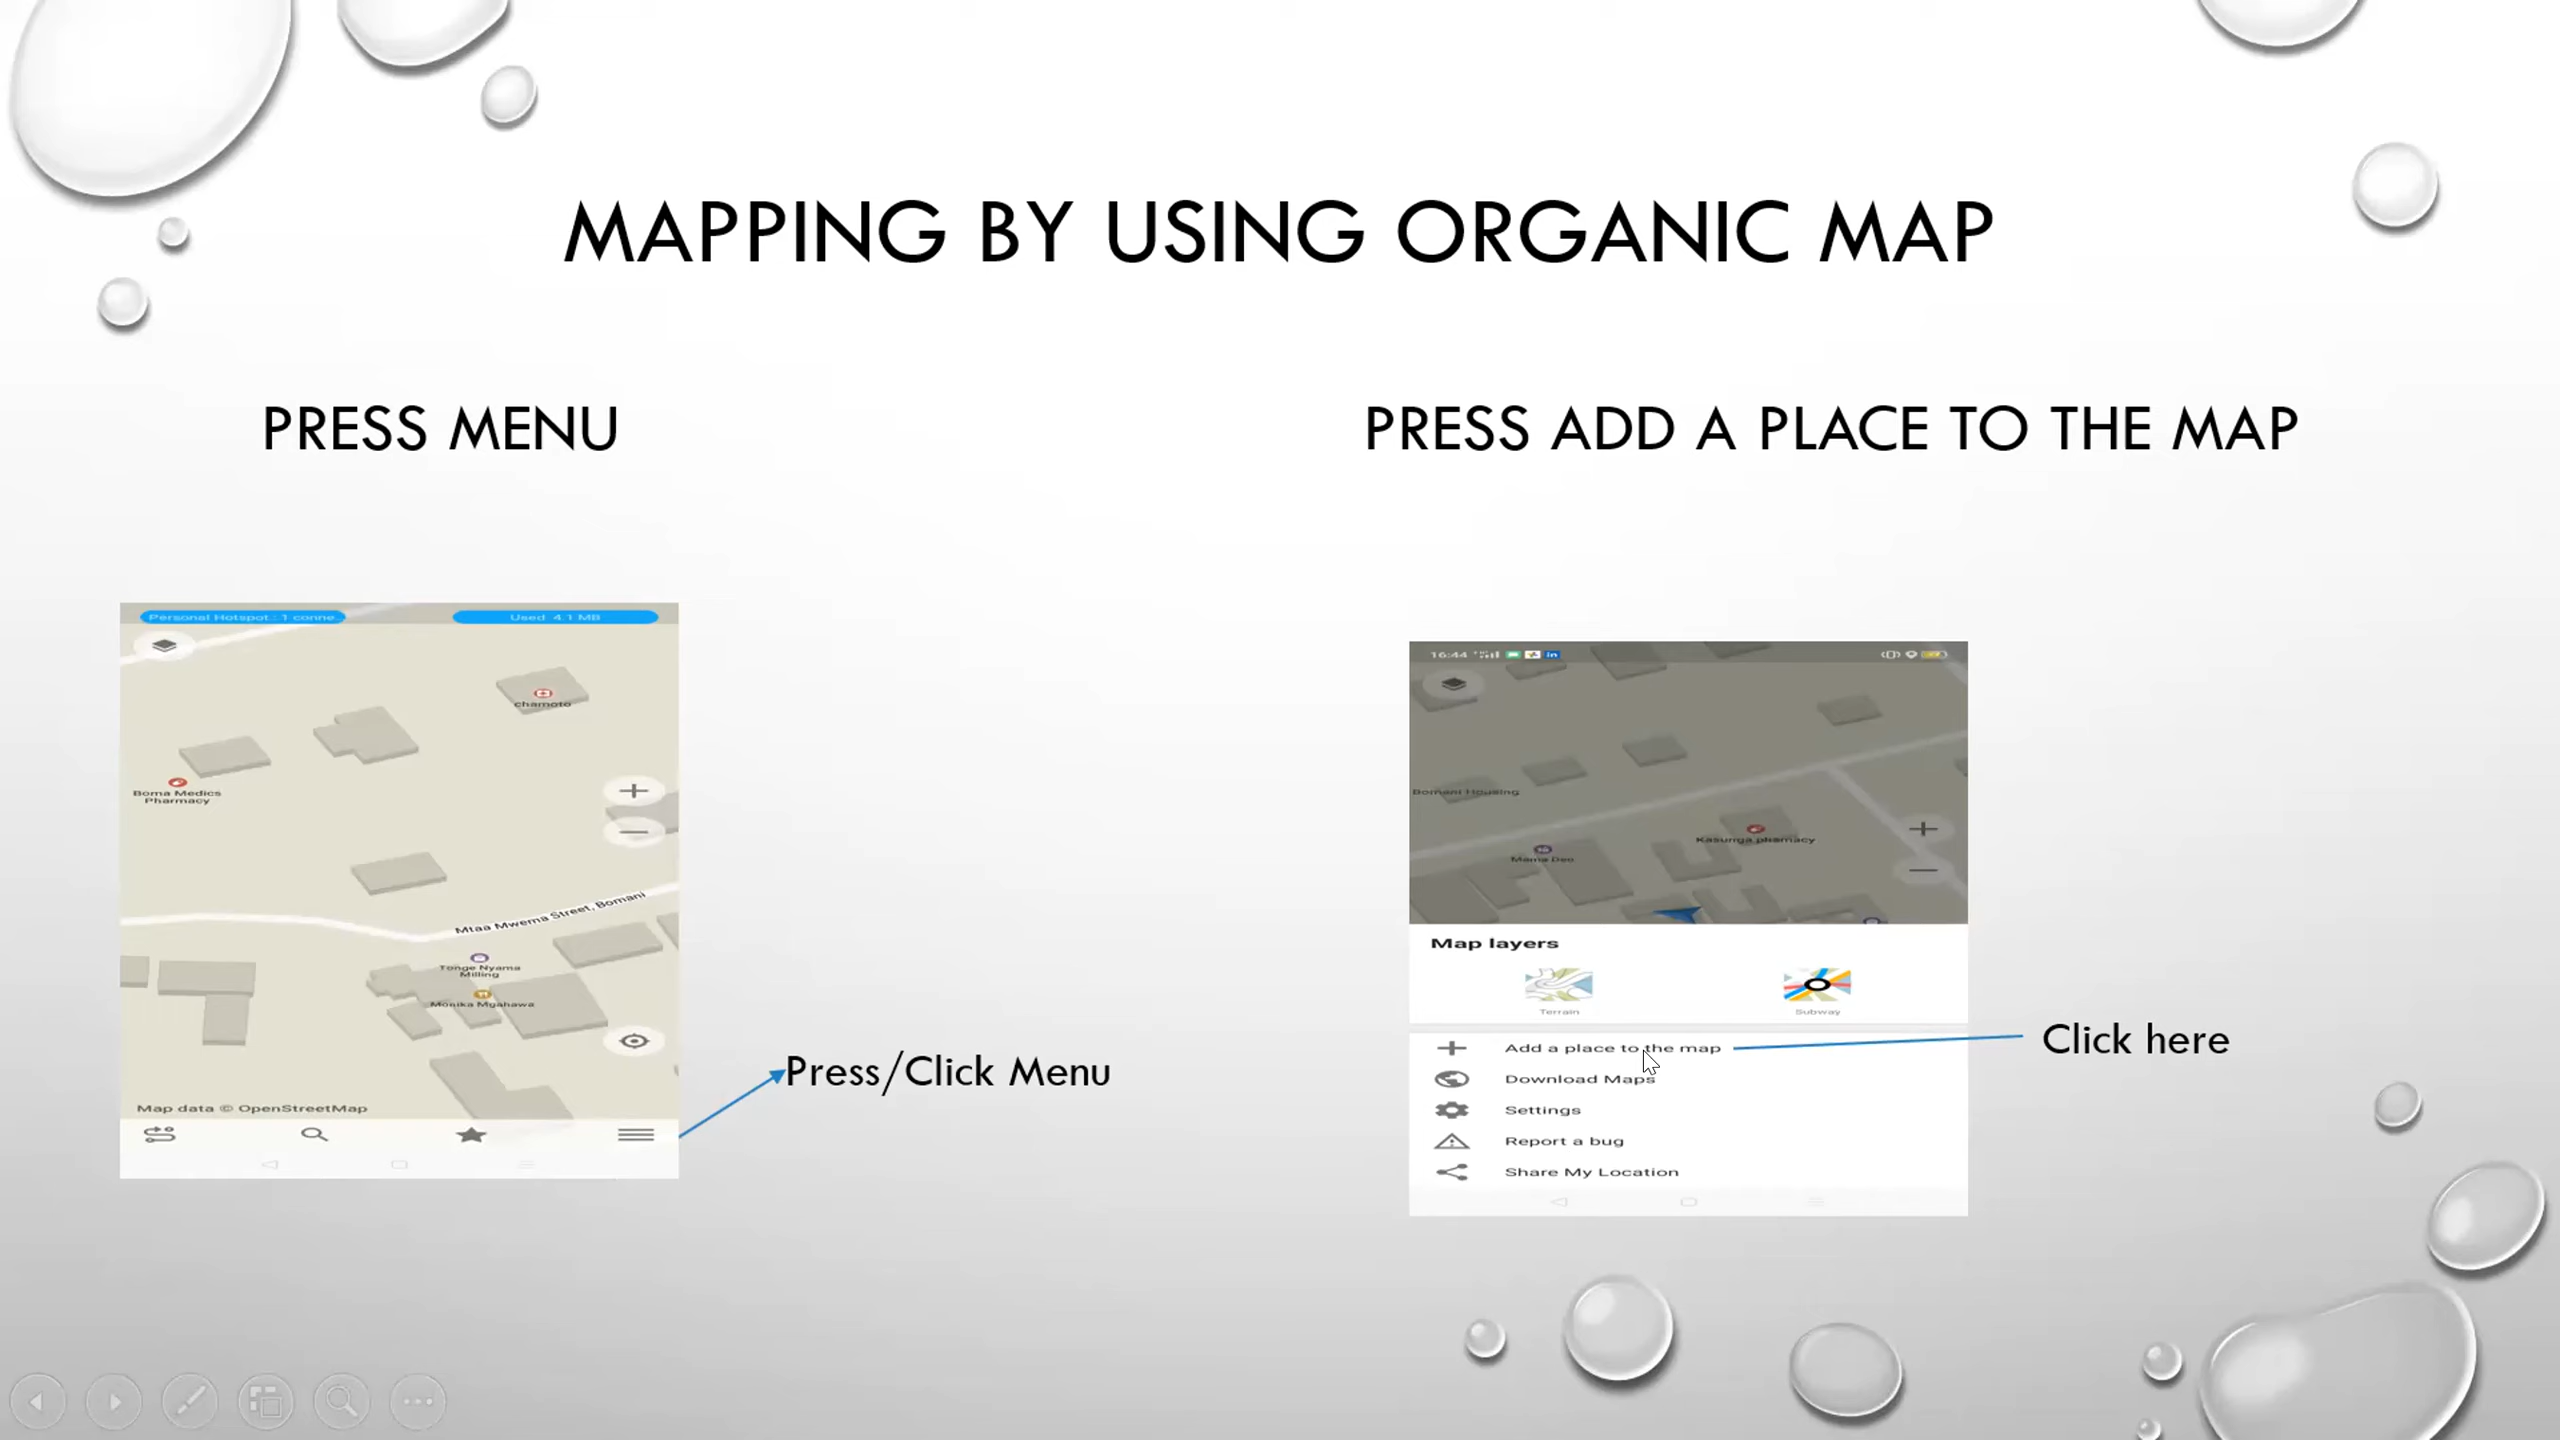 MAPPING BY USING ORGANIC MAP
PRESS MENU
PRESS ADD A PLACE TO THE MAP
Personal Hotspot : 1 conne
Used 4.1 MB
chamoto
Boma Medics
Pharmacy
Mtaa Mwema Street, Bomani
Tonge Nyama
Milling
Monika Mgahawa
Map data © OpenStreetMap
Press/Click Menu
16:44
in
Bomani Housing
Kasunga pharmacy
Mama Deo
Map layers
Terrain
Subway
Add a place to the map
Download Maps
Settings
Report a bug
Share My Location
Click here